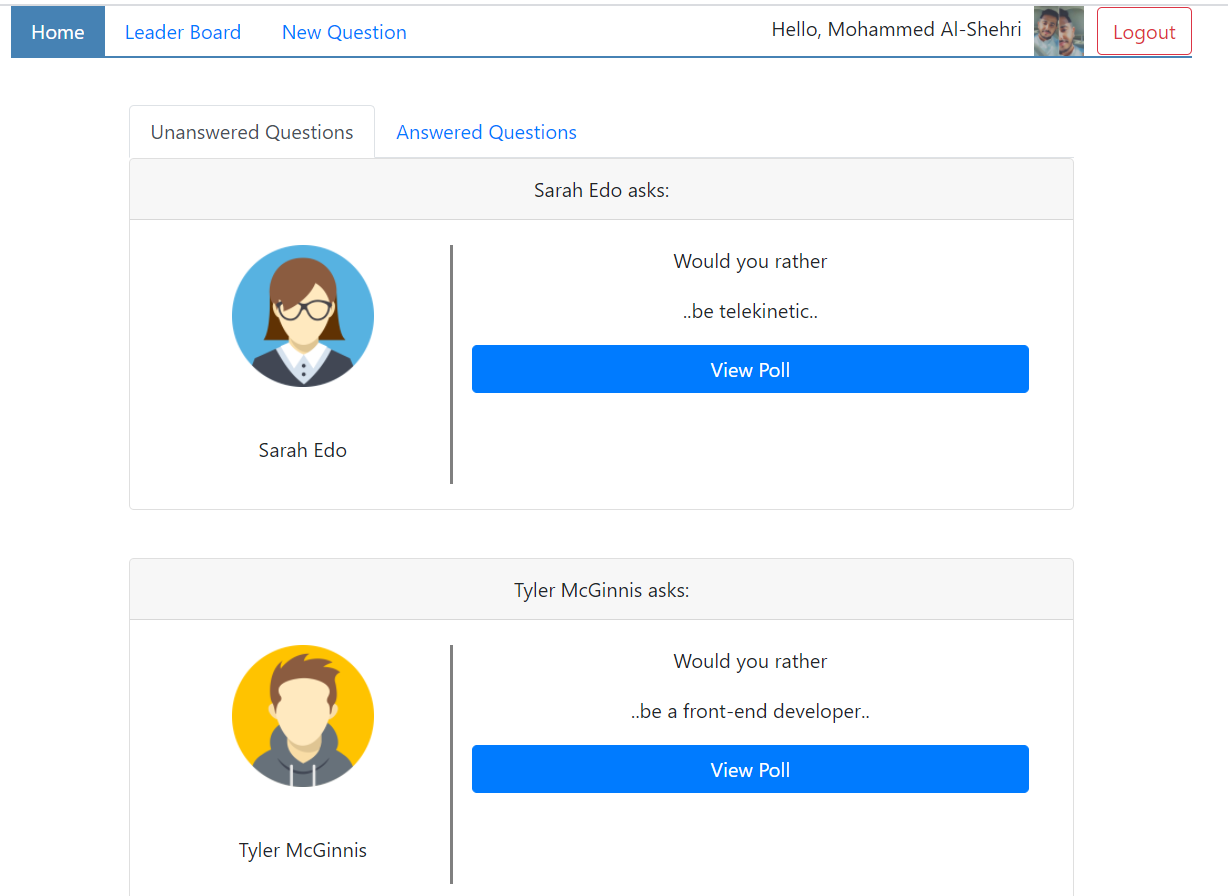 Home Leader Board New Question Hello, Mohammed Al-Shehri Logout
Unanswered Questions Answered Questions
Sarah Edo asks:
Would you rather
..be telekinetic..
View Poll
Sarah Edo
Tyler McGinnis asks:
Would you rather
..be a front-end developer..
View Poll
Tyler McGinnis